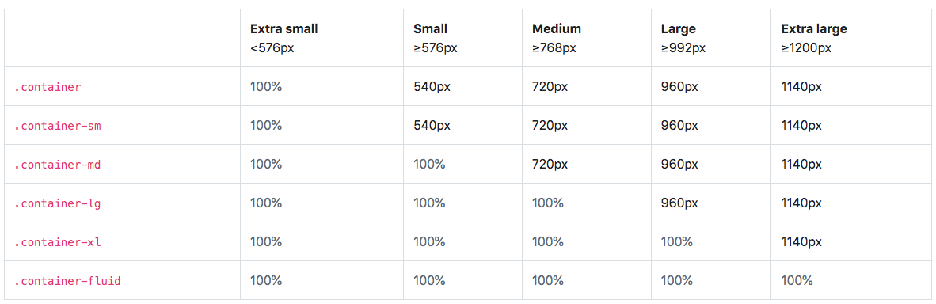 Extra small Small Medium Large Extra large
<576px ≥576px ≥768px ≥992px ≥1200px
.container 100% 540px 720px 960px 1140px
.container-sm 100% 540px 720px 960px 1140px
.container-md 100% 100% 720px 960px 1140px
.container-lg 100% 100% 100% 960px 1140px
.container-xl 100% 100% 100% 100% 1140px
.container-fluid 100% 100% 100% 100% 100%